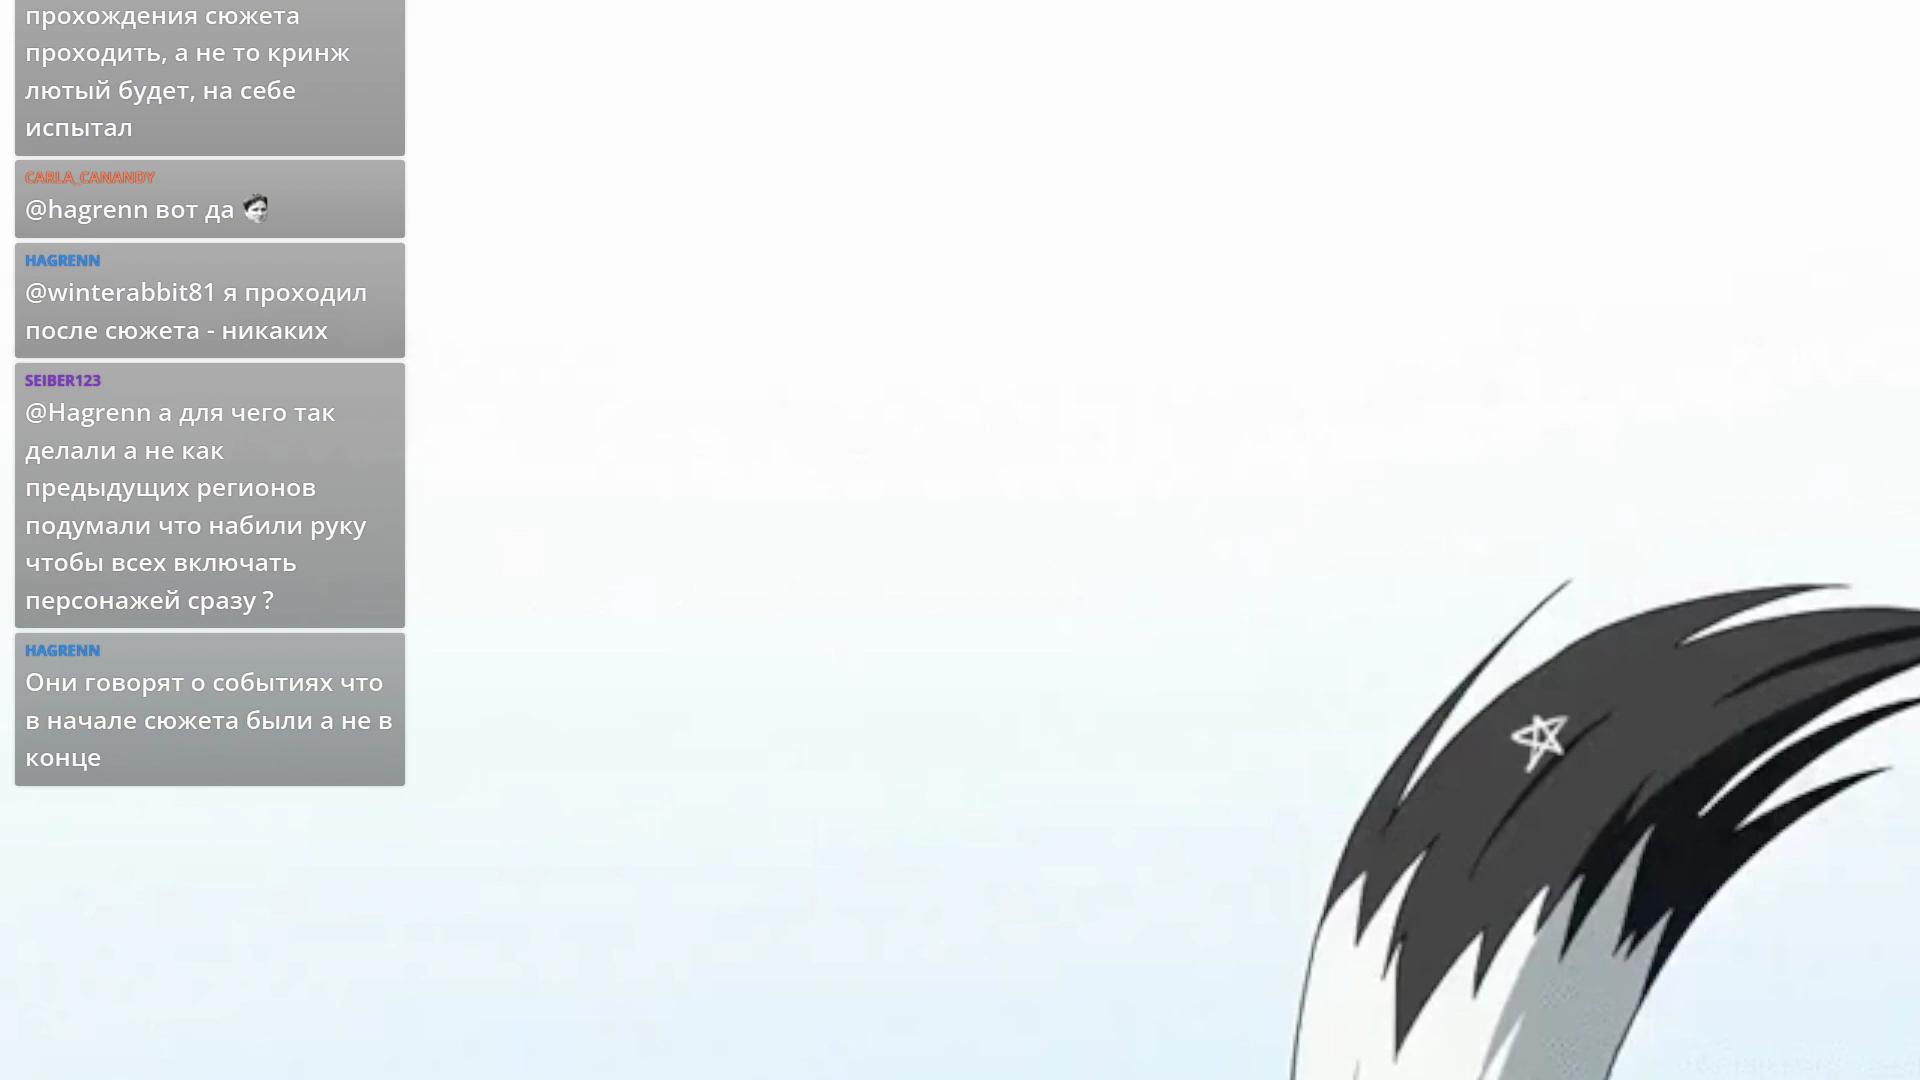 прохождения сюжета
проходить, а не то кринж
лютый будет, на себе
испытал
CARLA_CANANDY
@hagrenn вот да
HAGRENN
@winterabbit81 я проходил
после сюжета - никаких
SEIBER123
@Hagrenn а для чего так
делали а не как
предыдущих регионов
подумали что набили руку
чтобы всех включать
персонажей сразу ?
HAGRENN
Они говорят о событиях что
в начале сюжета были а не в
конце